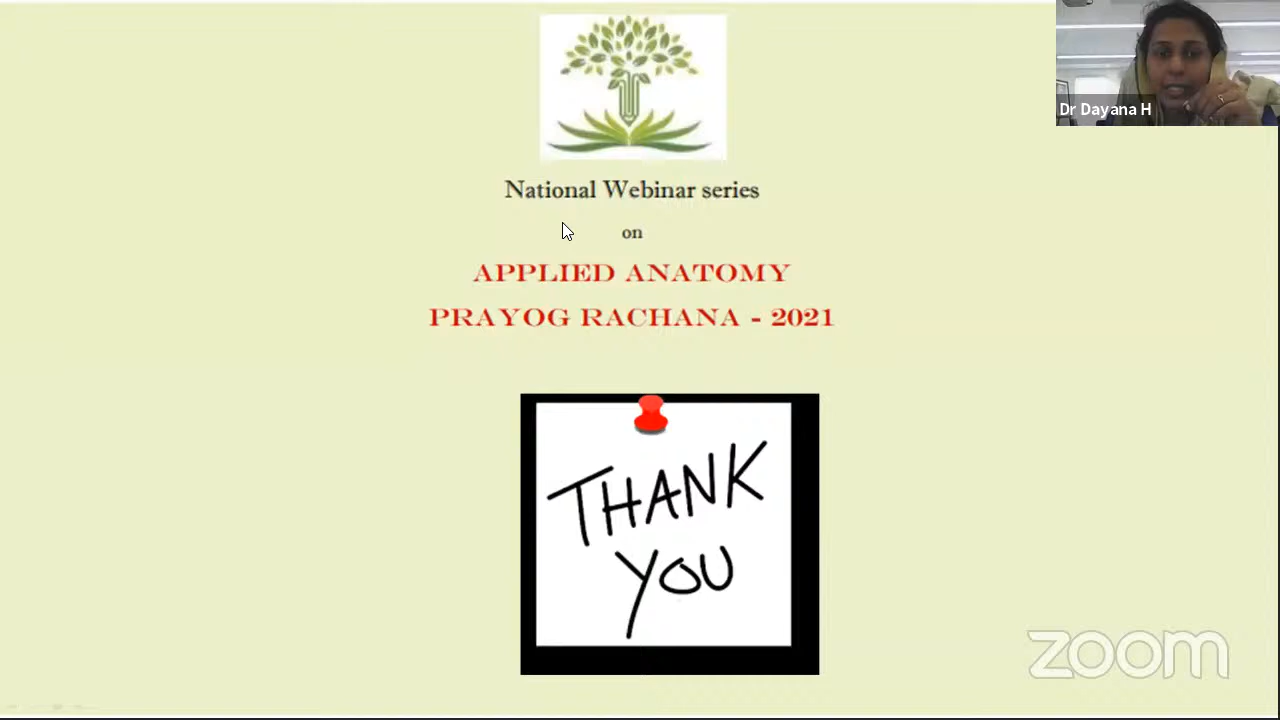 Dr Dayana H
National Webinar series
on
APPLIED ANATOMY
PRAYOG RACHANA - 2021
THANK
YOU
zoom